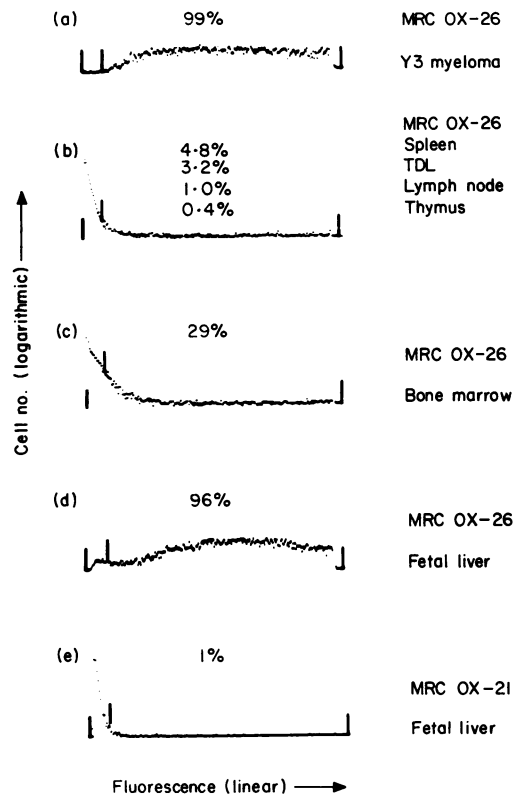 (a) 99% MRC OX-26
Y3 myeloma
MRC OX-26
(b) 4·8% Spleen
3·2% TDL
1·0% Lymph node
0·4% Thymus
(c) 29% MRC OX-26
Bone marrow
(d) 96% MRC OX-26
Fetal liver
(e) 1% MRC OX-21
Fetal liver
Cell no. (logarithmic)
Fluorescence (linear)